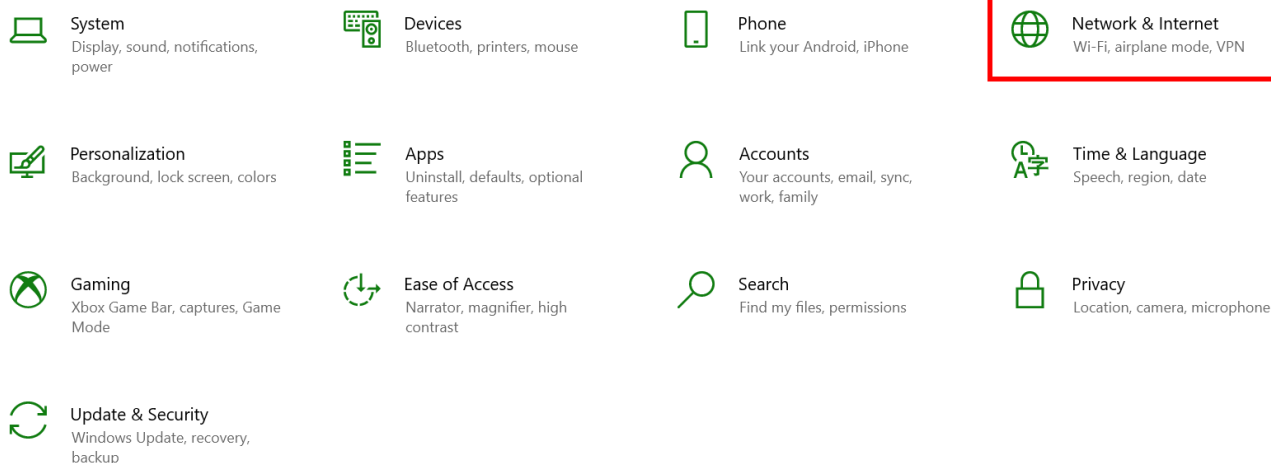 System
Display, sound, notifications,
power
Devices
Bluetooth, printers, mouse
Phone
Link your Android, iPhone
Network & Internet
Wi-Fi, airplane mode, VPN
Personalization
Background, lock screen, colors
Apps
Uninstall, defaults, optional
features
Accounts
Your accounts, email, sync,
work, family
Time & Language
Speech, region, date
Gaming
Xbox Game Bar, captures, Game
Mode
Ease of Access
Narrator, magnifier, high
contrast
Search
Find my files, permissions
Privacy
Location, camera, microphone
Update & Security
Windows Update, recovery,
backup